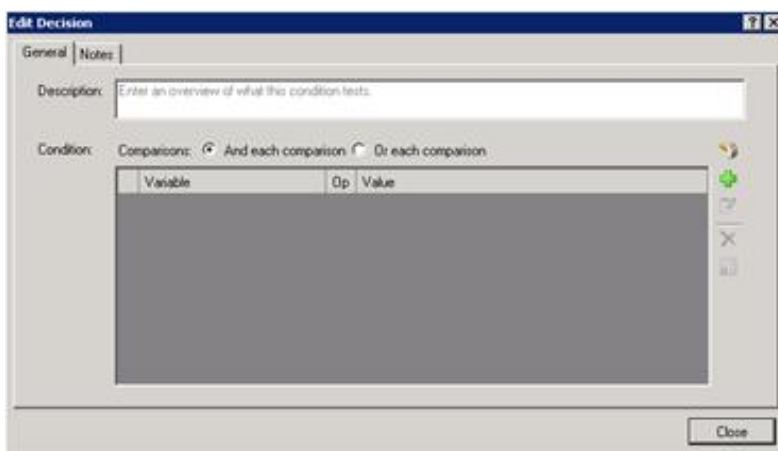 Edit Decision
General Notes
Description: Enter an overview of what this condition tests.
Condition: Comparisons: And each comparison Or each comparison
Variable Op Value
Close